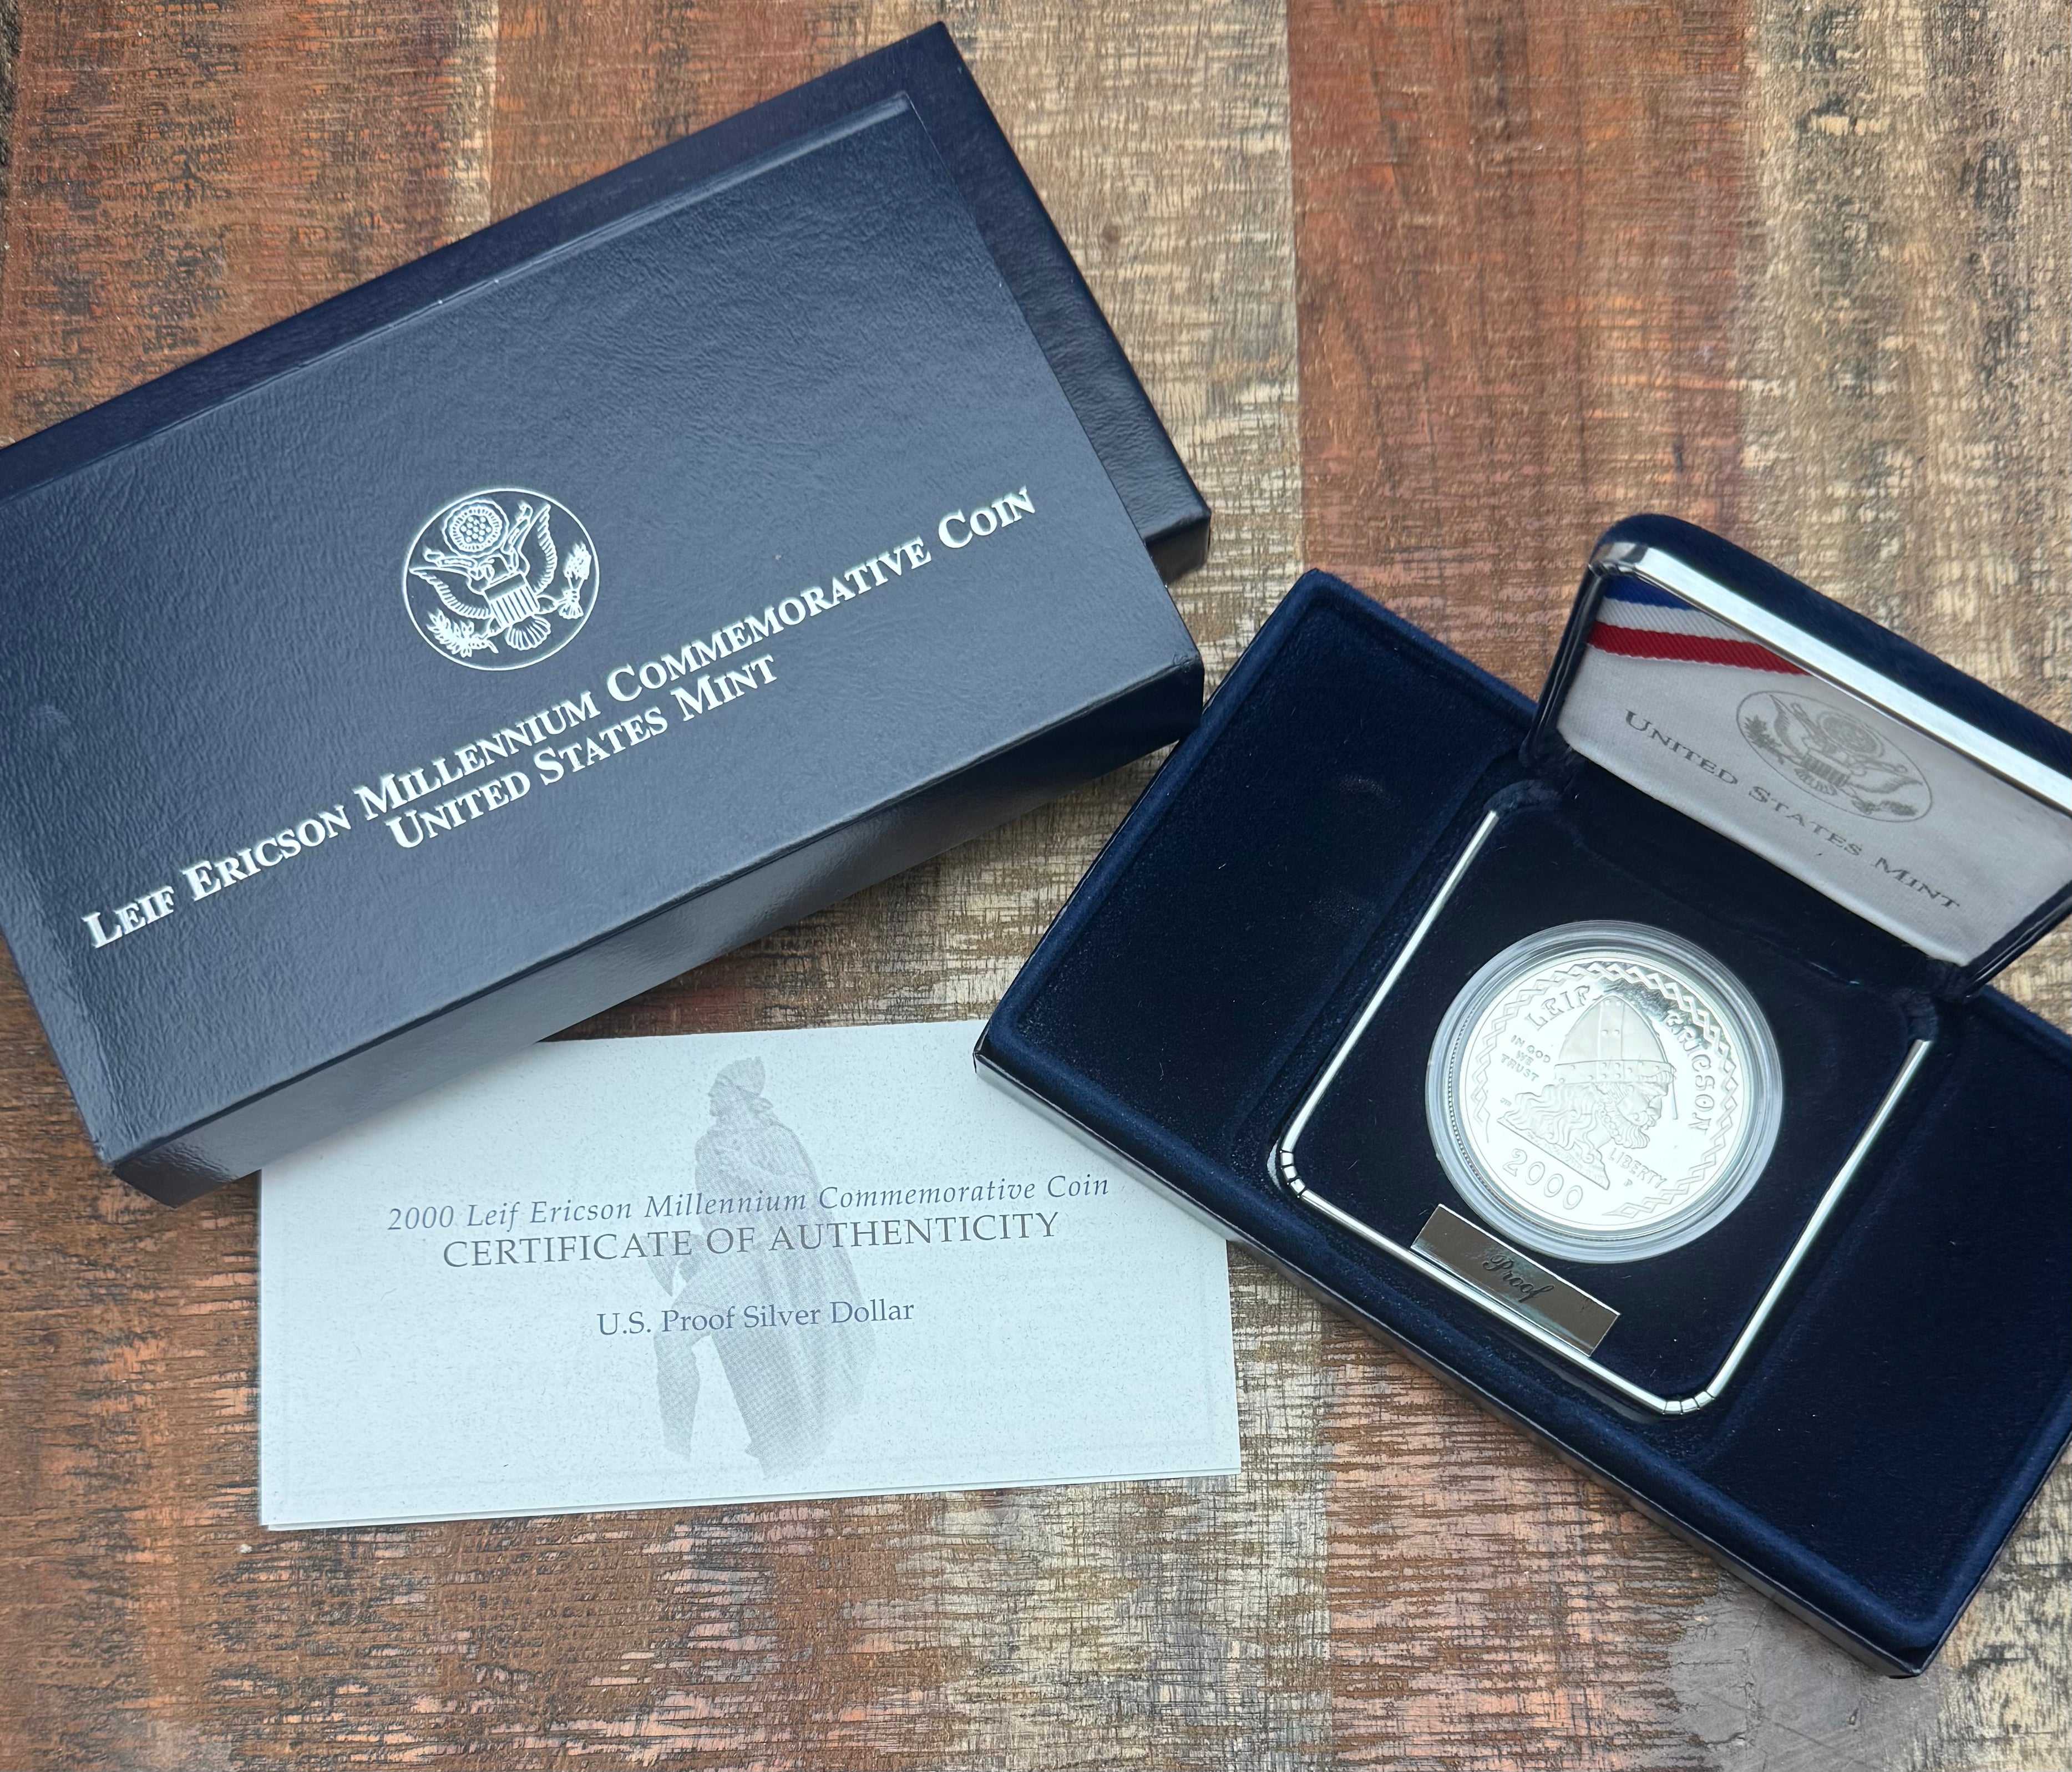 LEIF ERICSON MILLENNIUM COMMEMORATIVE COIN
UNITED STATES MINT
2000 Leif Ericson Millennium Commemorative Coin
CERTIFICATE OF AUTHENTICITY
U.S. Proof Silver Dollar
UNITED STATES MINT
LEIF ERICSON
IN GOD
WE
TRUST
LIBERTY
P
2000
Proof